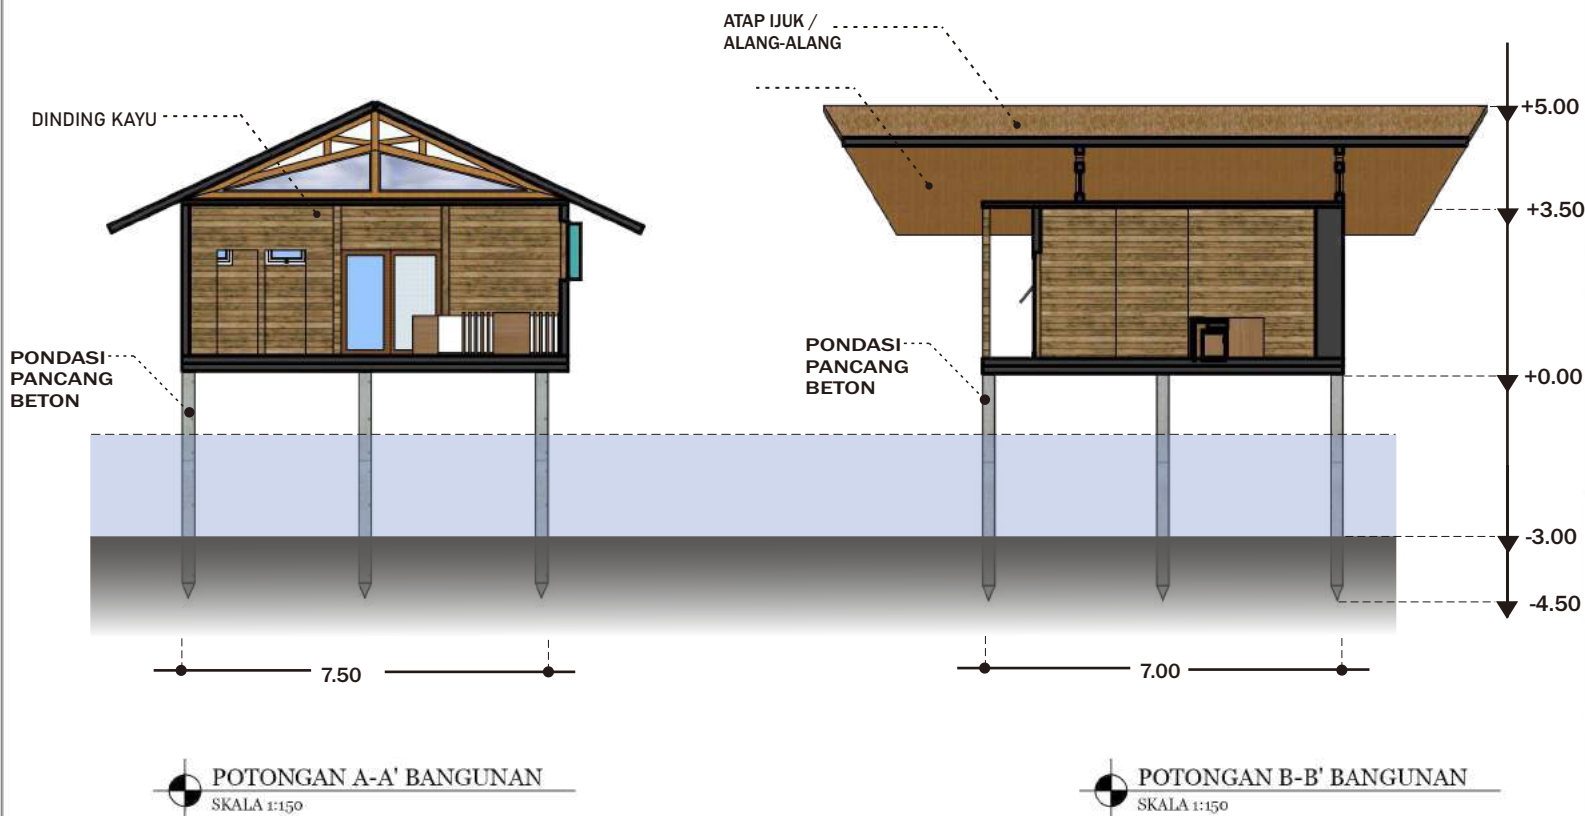 ATAP IJUK /
ALANG-ALANG
DINDING KAYU
+5.00
+3.50
PONDASI
PANCANG
BETON
PONDASI
PANCANG
BETON
+0.00
-3.00
-4.50
7.50
7.00
POTONGAN A-A' BANGUNAN
SKALA 1:150
POTONGAN B-B' BANGUNAN
SKALA 1:150